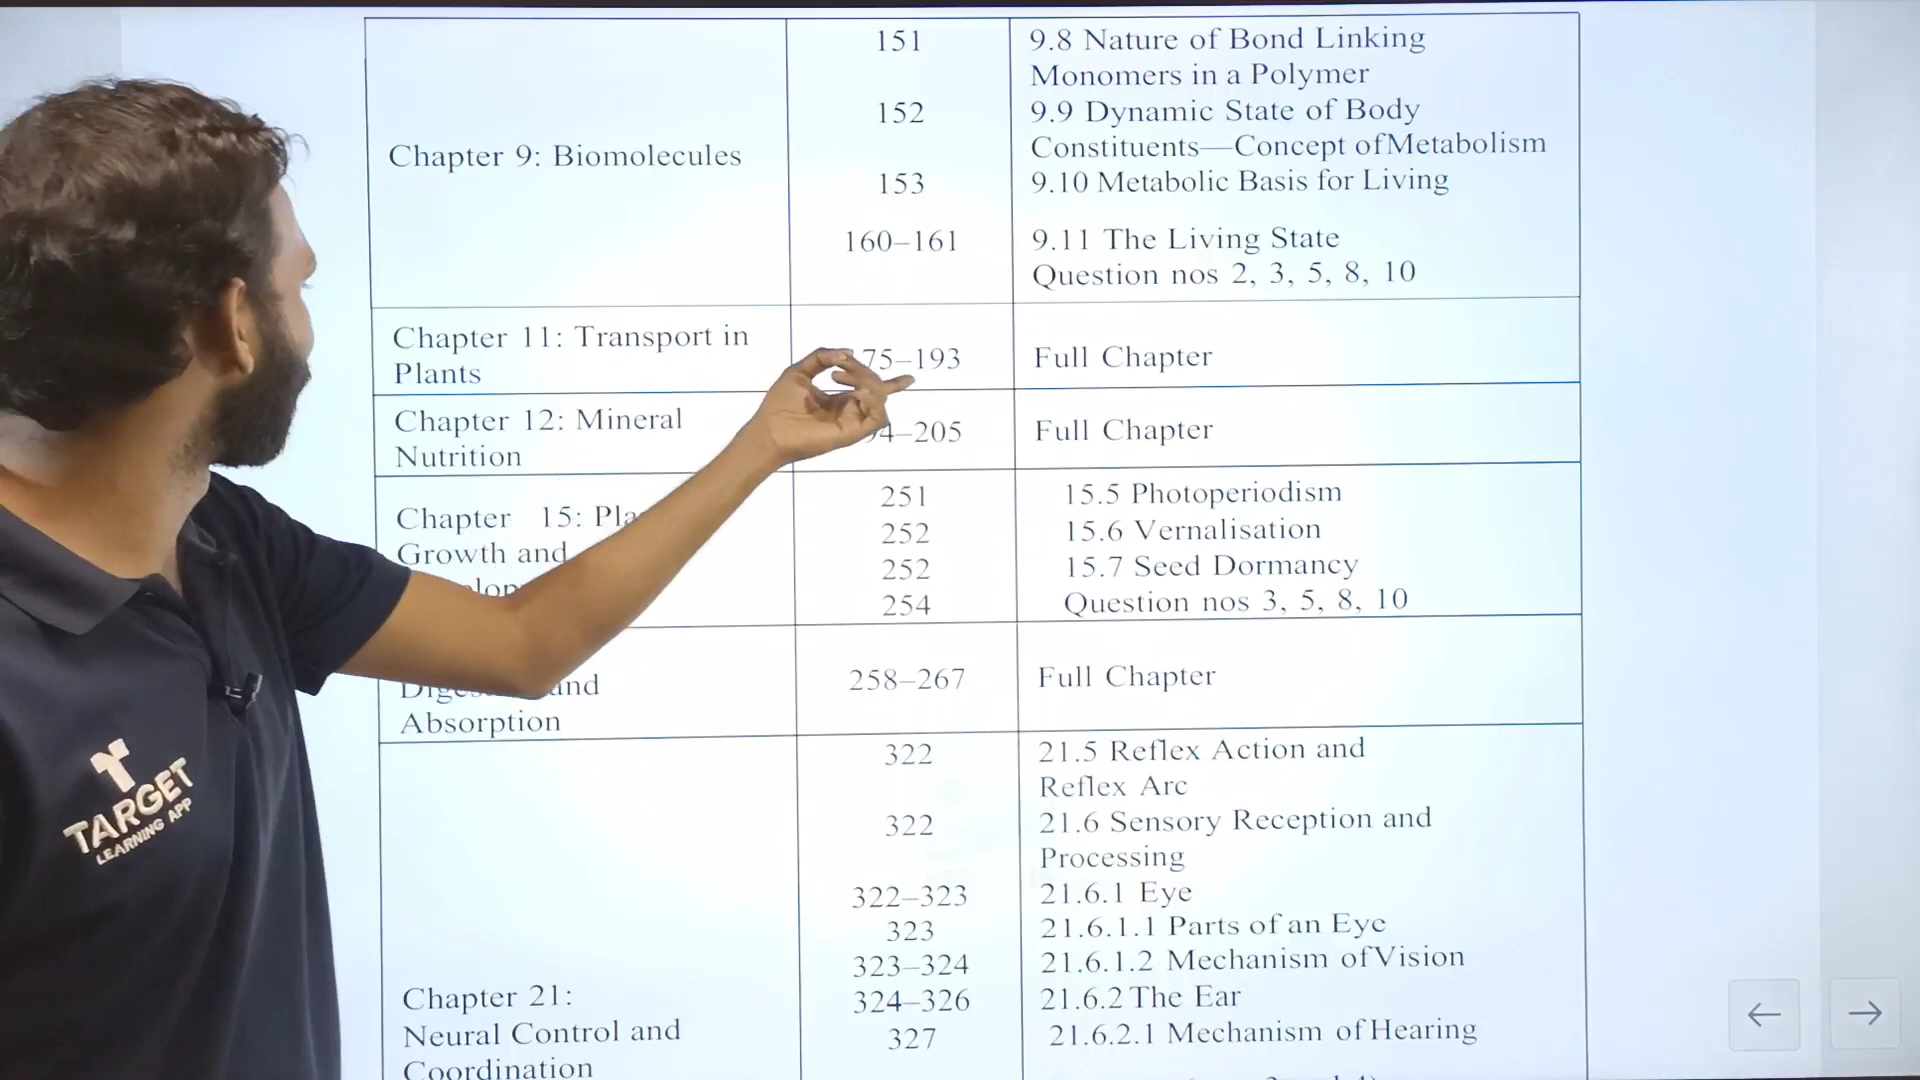 151 9.8 Nature of Bond Linking
Monomers in a Polymer
152 9.9 Dynamic State of Body
Constituents—Concept of Metabolism
Chapter 9: Biomolecules
153 9.10 Metabolic Basis for Living
160–161 9.11 The Living State
Question nos 2, 3, 5, 8, 10
Chapter 11: Transport in
Plants
75–193 Full Chapter
Chapter 12: Mineral
Nutrition
–205 Full Chapter
251 15.5 Photoperiodism
Chapter 15:
252 15.6 Vernalisation
Growth and
252 15.7 Seed Dormancy
254 Question nos 3, 5, 8, 10
258–267 Full Chapter
and
Absorption
322 21.5 Reflex Action and
Reflex Arc
322 21.6 Sensory Reception and
Processing
322–323 21.6.1 Eye
323 21.6.1.1 Parts of an Eye
323–324 21.6.1.2 Mechanism of Vision
Chapter 21:
324–326 21.6.2 The Ear
Neural Control and
327 21.6.2.1 Mechanism of Hearing
Coordination
TARGET
LEARNING APP